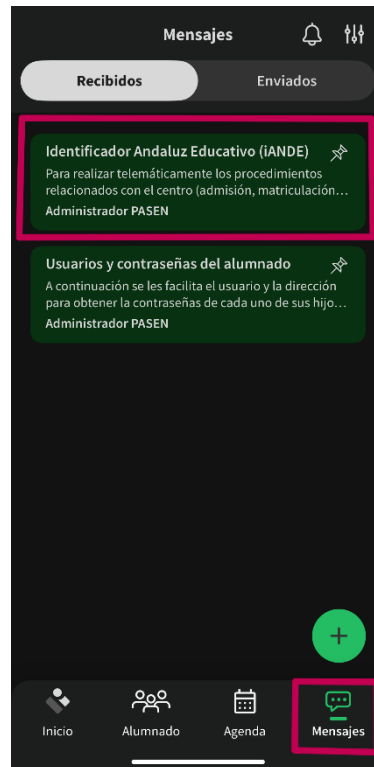 Mensajes
Recibidos
Enviados
Identificador Andaluz Educativo (iANDE)
Para realizar telemáticamente los procedimientos
relacionados con el centro (admisión, matriculación...
Administrador PASEN
Usuarios y contraseñas del alumnado
A continuación se les facilita el usuario y la dirección
para obtener la contraseñas de cada uno de sus hijo...
Administrador PASEN
Inicio
Alumnado
Agenda
Mensajes